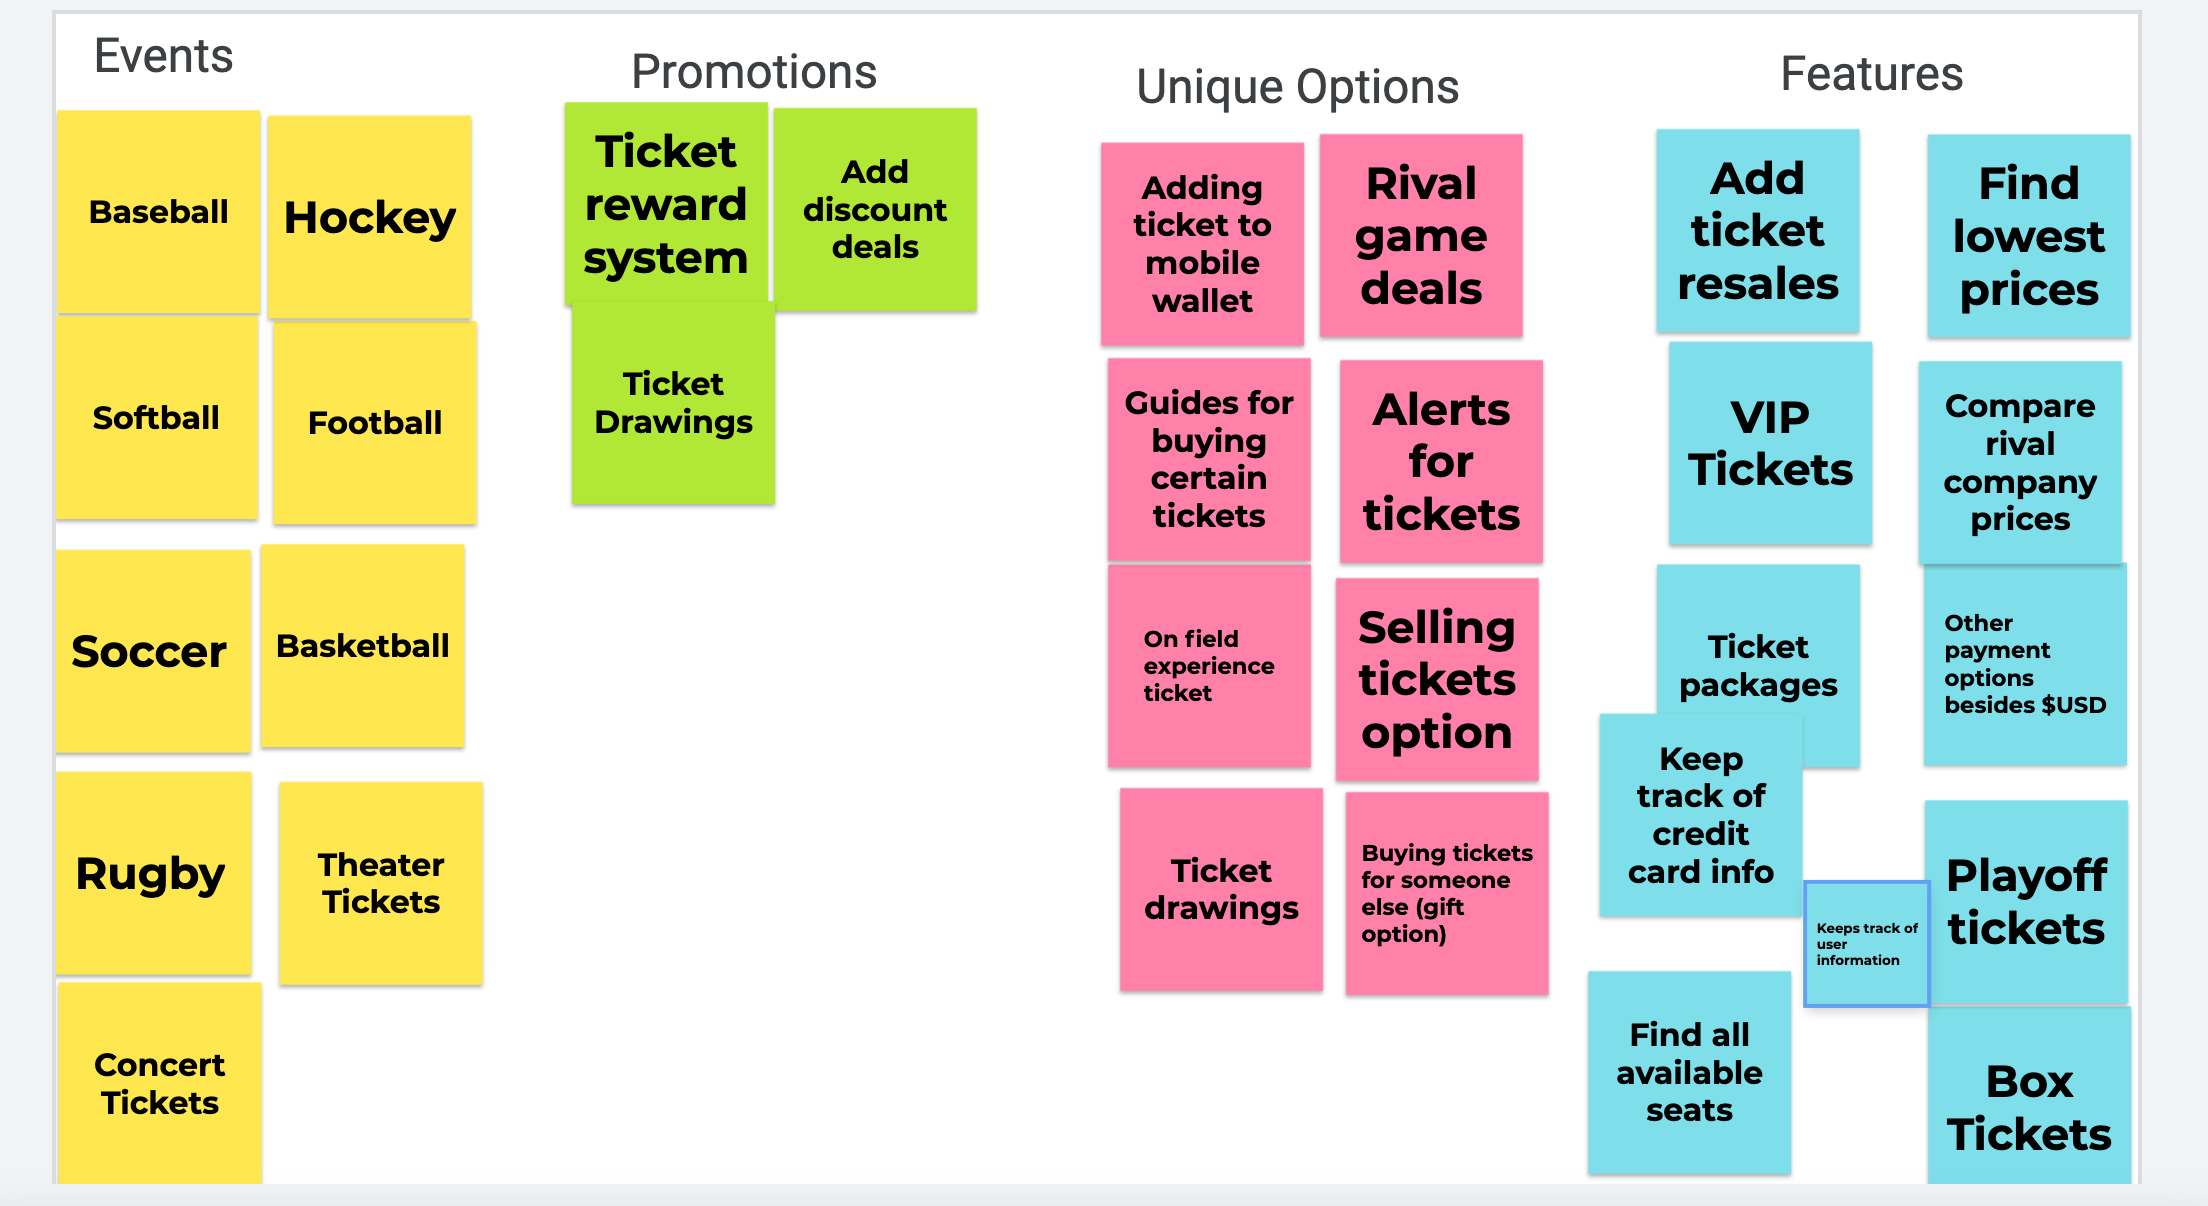 Events
Baseball
Hockey
Softball
Football
Soccer
Basketball
Rugby
Theater
Tickets
Concert
Tickets
Promotions
Ticket
reward
system
Add
discount
deals
Ticket
Drawings
Unique Options
Adding
ticket to
mobile
wallet
Rival
game
deals
Guides for
buying
certain
tickets
Alerts
for
tickets
On field
experience
ticket
Selling
tickets
option
Ticket
drawings
Buying tickets
for someone
else (gift
option)
Features
Add
ticket
resales
Find
lowest
prices
VIP
Tickets
Compare
rival
company
prices
Ticket
packages
Other
payment
options
besides $USD
Keep
track of
credit
card info
Playoff
tickets
Keeps track of
user
information
Find all
available
seats
Box
Tickets